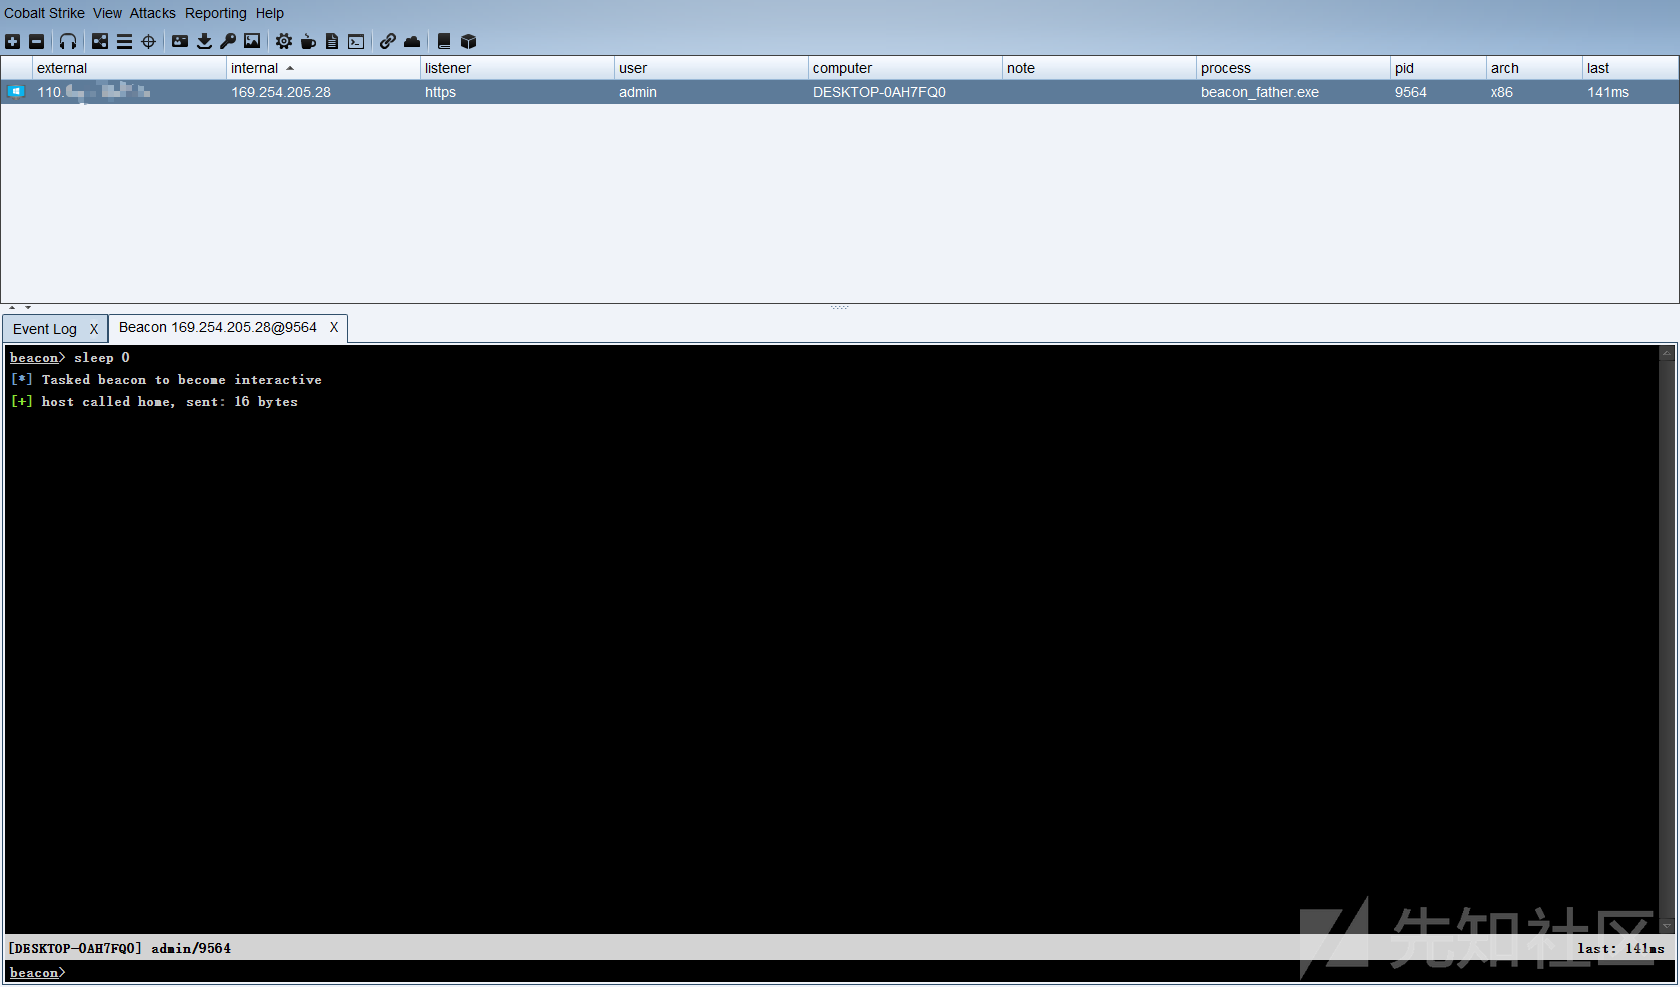 Cobalt Strike View Attacks Reporting Help
external internal listener user computer note process pid arch last
110. 169.254.205.28 https admin DESKTOP-0AH7FQ0 beacon_father.exe 9564 x86 141ms
Event Log X Beacon 169.254.205.28@9564 X
beacon> sleep 0
[*] Tasked beacon to become interactive
[+] host called home, sent: 16 bytes
先知社区
[DESKTOP-0AH7FQ0] admin/9564 last: 141ms
beacon>